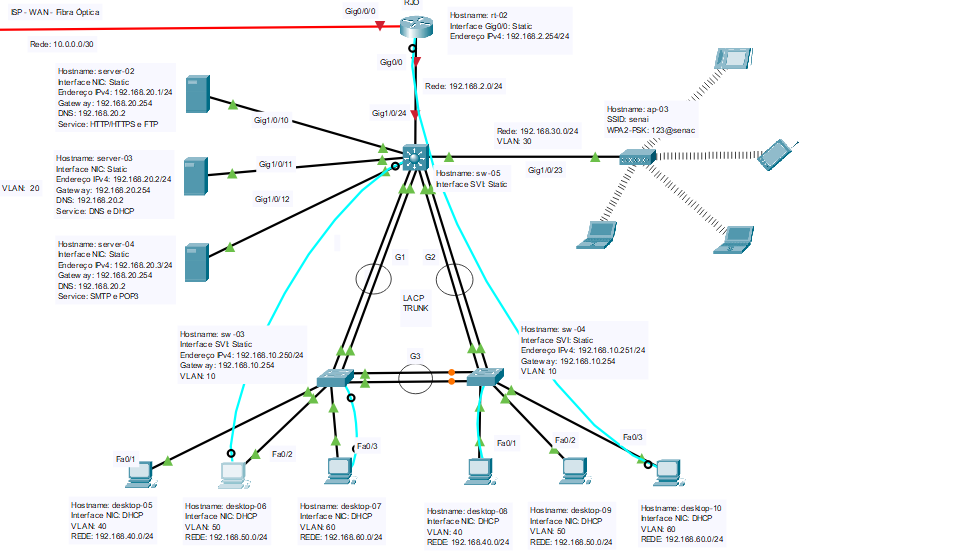 RJO
ISP - WAN - Fibra Óptica
Gig0/0/0
Hostname: rt-02
Interface Gig0/0: Static
Endereço IPv4: 192.168.2.254/24
Rede: 10.0.0.0/30
Gig0/0
Hostname: server-02
Interface NIC: Static
Endereço IPv4: 192.168.20.1/24
Gateway: 192.168.20.254
DNS: 192.168.20.2
Service: HTTP/HTTPS e FTP
Rede: 192.168.2.0/24
Gig1/0/24
Gig1/0/10
Hostname: ap-03
SSID: senai
WPA2-PSK: 123@senac
Rede: 192.168.30.0/24
VLAN: 30
Gig1/0/23
Hostname: server-03
Interface NIC: Static
Endereço IPv4: 192.168.20.2/24
Gateway: 192.168.20.254
DNS: 192.168.20.2
Service: DNS e DHCP
VLAN: 20
Gig1/0/11
Hostname: sw-05
Interface SVI: Static
Gig1/0/12
Hostname: server-04
Interface NIC: Static
Endereço IPv4: 192.168.20.3/24
Gateway: 192.168.20.254
DNS: 192.168.20.2
Service: SMTP e POP3
G1
G2
LACP
TRUNK
Hostname: sw-03
Interface SVI: Static
Endereço IPv4: 192.168.10.250/24
Gateway: 192.168.10.254
VLAN: 10
Hostname: sw-04
Interface SVI: Static
Endereço IPv4: 192.168.10.251/24
Gateway: 192.168.10.254
VLAN: 10
G3
Fa0/1
Fa0/2
Fa0/3
Fa0/1
Fa0/2
Fa0/3
Hostname: desktop-05
Interface NIC: DHCP
VLAN: 40
REDE: 192.168.40.0/24
Hostname: desktop-06
Interface NIC: DHCP
VLAN: 50
REDE: 192.168.50.0/24
Hostname: desktop-07
Interface NIC: DHCP
VLAN: 60
REDE: 192.168.60.0/24
Hostname: desktop-08
Interface NIC: DHCP
VLAN: 40
REDE: 192.168.40.0/24
Hostname: desktop-09
Interface NIC: DHCP
VLAN: 50
REDE: 192.168.50.0/24
Hostname: desktop-10
Interface NIC: DHCP
VLAN: 60
REDE: 192.168.60.0/24